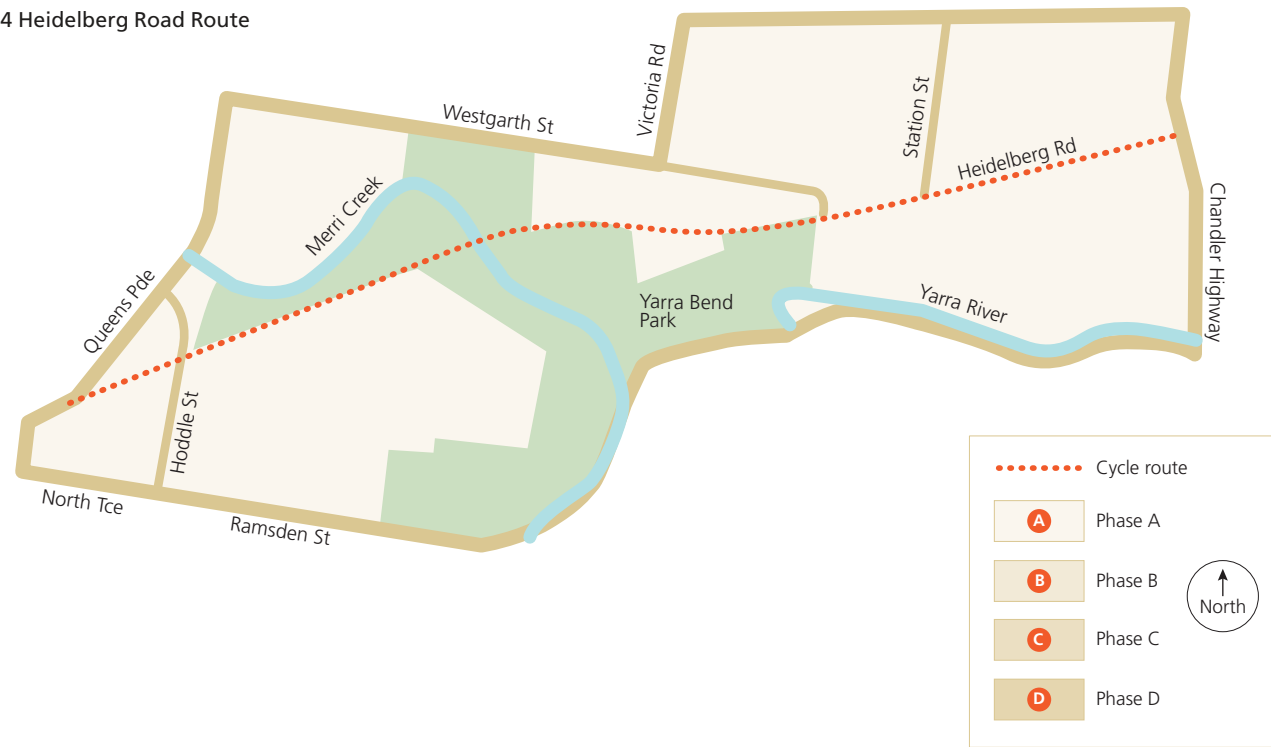 4 Heidelberg Road Route
Westgarth St
Victoria Rd
Station St
Heidelberg Rd
Merri Creek
Queens Pde
Chandler Highway
Yarra Bend
Park
Yarra River
Hoddle St
North Tce
Ramsden St
Cycle route
A Phase A
B Phase B
North
C Phase C
D Phase D